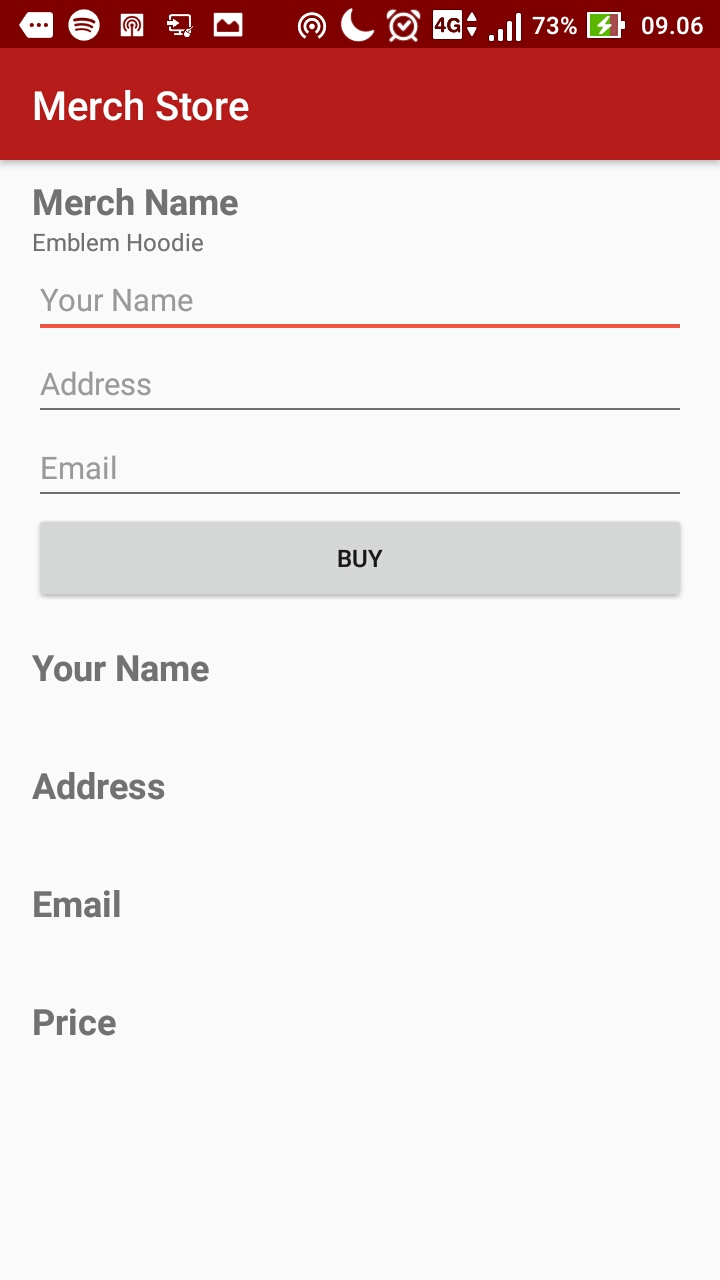 4G 73% 09.06
Merch Store
Merch Name
Emblem Hoodie
Your Name
Address
Email
BUY
Your Name
Address
Email
Price